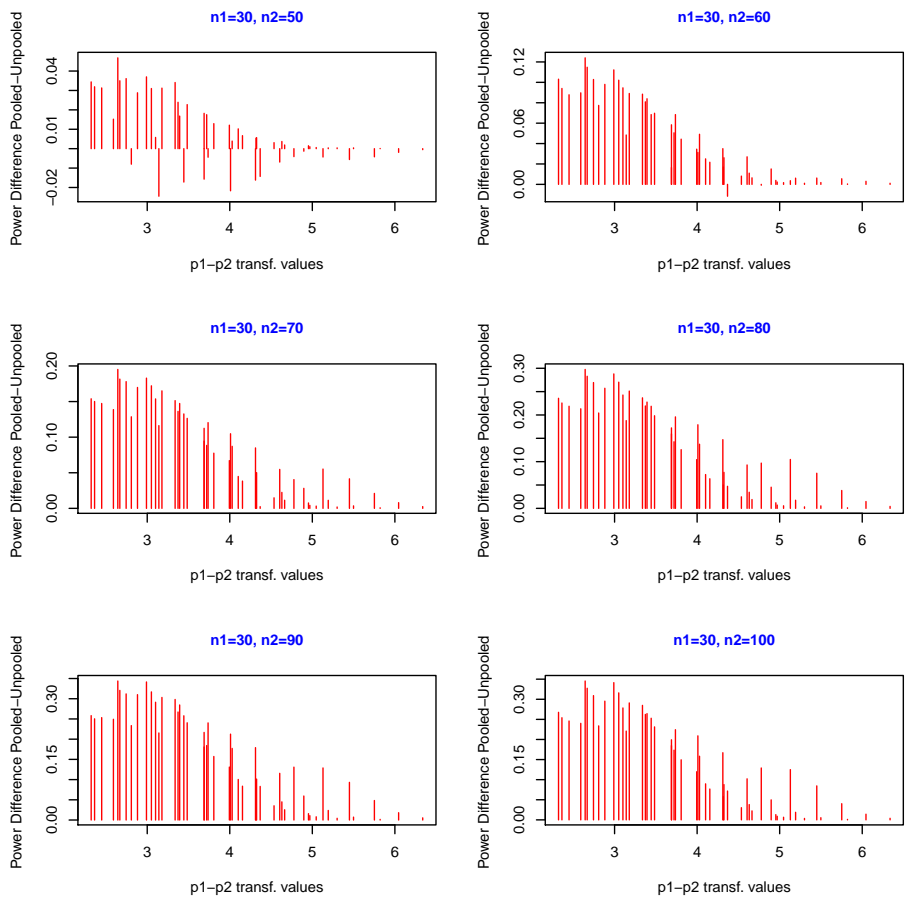 n1=30, n2=50
Power Difference Pooled−Unpooled
−0.02 0.01 0.04
3 4 5 6
p1−p2 transf. values
n1=30, n2=60
Power Difference Pooled−Unpooled
0.00 0.06 0.12
3 4 5 6
p1−p2 transf. values
n1=30, n2=70
Power Difference Pooled−Unpooled
0.00 0.10 0.20
3 4 5 6
p1−p2 transf. values
n1=30, n2=80
Power Difference Pooled−Unpooled
0.00 0.10 0.20 0.30
3 4 5 6
p1−p2 transf. values
n1=30, n2=90
Power Difference Pooled−Unpooled
0.00 0.15 0.30
3 4 5 6
p1−p2 transf. values
n1=30, n2=100
Power Difference Pooled−Unpooled
0.00 0.15 0.30
3 4 5 6
p1−p2 transf. values